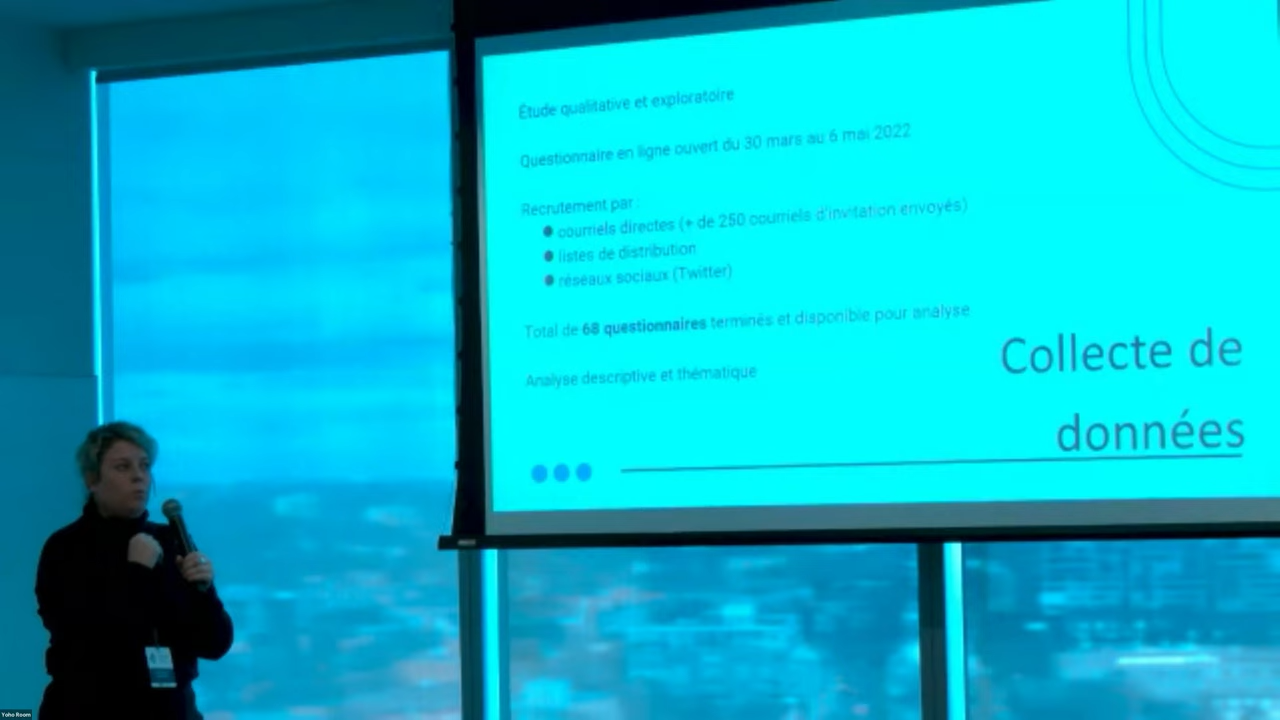 Étude qualitative et exploratoire
Questionnaire en ligne ouvert du 30 mars au 6 mai 2022
Recrutement par :
● courriels directes (+ de 250 courriels d'invitation envoyés)
● listes de distribution
● réseaux sociaux (Twitter)
Total de 68 questionnaires terminés et disponible pour analyse
Analyse descriptive et thématique
Collecte de
données
Yoho Room